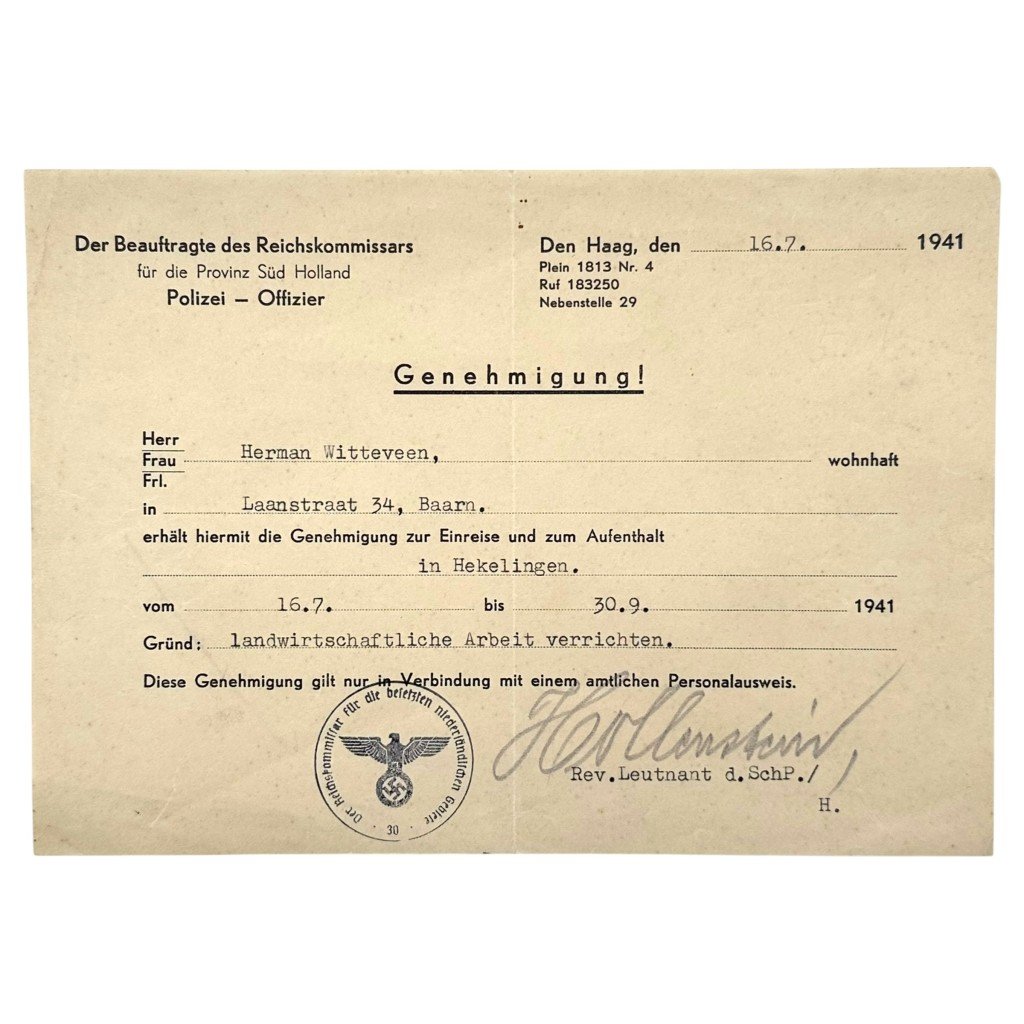 Der Beauftragte des Reichskommissars
für die Provinz Süd Holland
Polizei – Offizier
Den Haag, den 16.7. 1941
Plein 1813 Nr. 4
Ruf 183250
Nebenstelle 29
Genehmigung!
Herr
Frau Herman Witteveen, wohnhaft
Frl.
in Laanstraat 34, Baarn.
erhält hiermit die Genehmigung zur Einreise und zum Aufenthalt
in Hekelingen.
vom 16.7. bis 30.9. 1941
Gründ: landwirtschaftliche Arbeit verrichten.
Diese Genehmigung gilt nur in Verbindung mit einem amtlichen Personalausweis.
Der Reichskommissar für die besetzten niederländischen Gebiete
30
Hollenstein,
Rev.Leutnant d.SchP./
H.